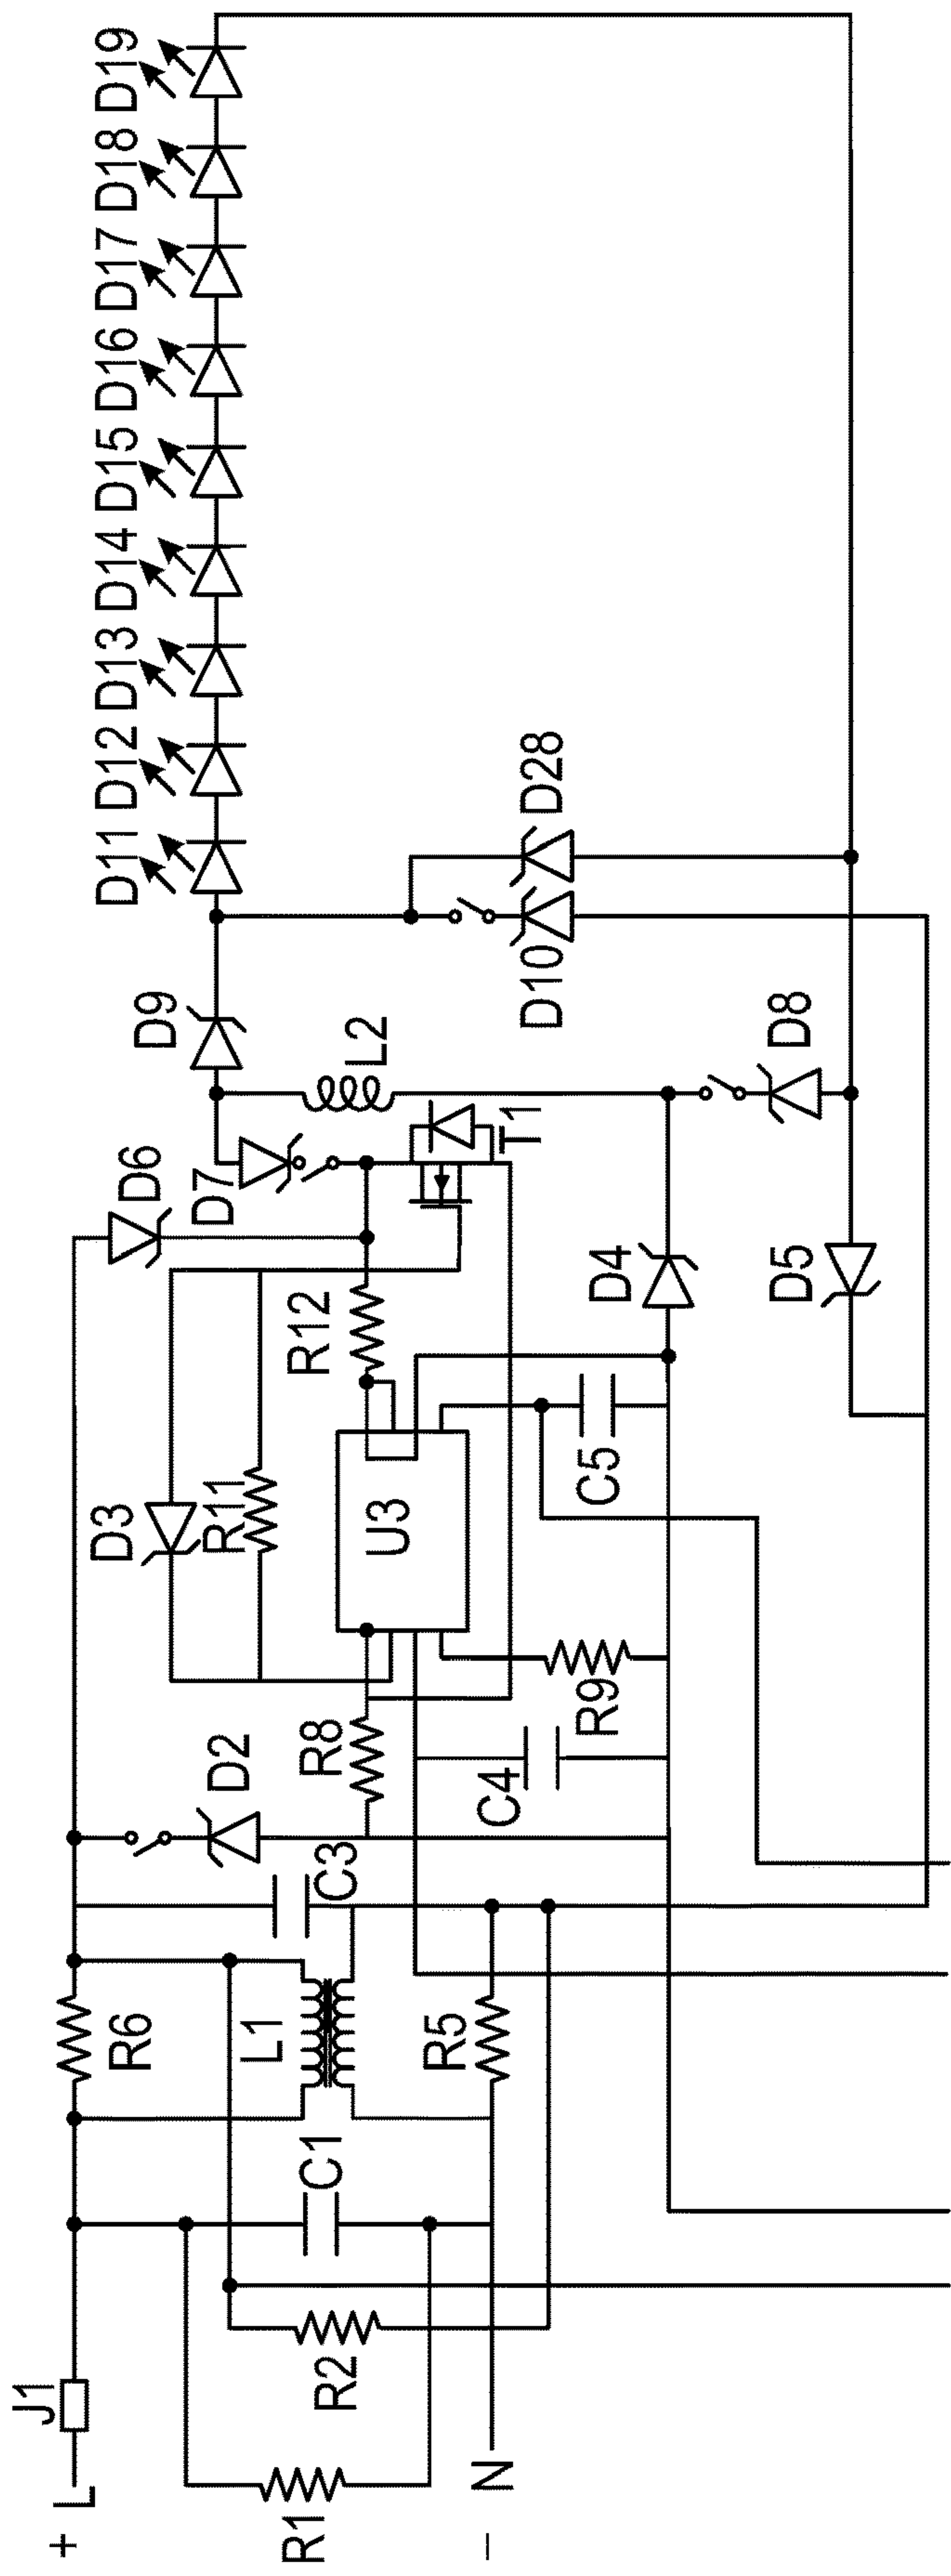 D11 D12 D13 D14 D15 D16 D17 D18 D19
D6 D9
D3 D7 L2
D2 R11 R12 T1 D10 D28
+ L J1 R6 R8 U3
L1 C3 D4
R1 R2 C1 R5 C4 R9 C5
− N D5 D8